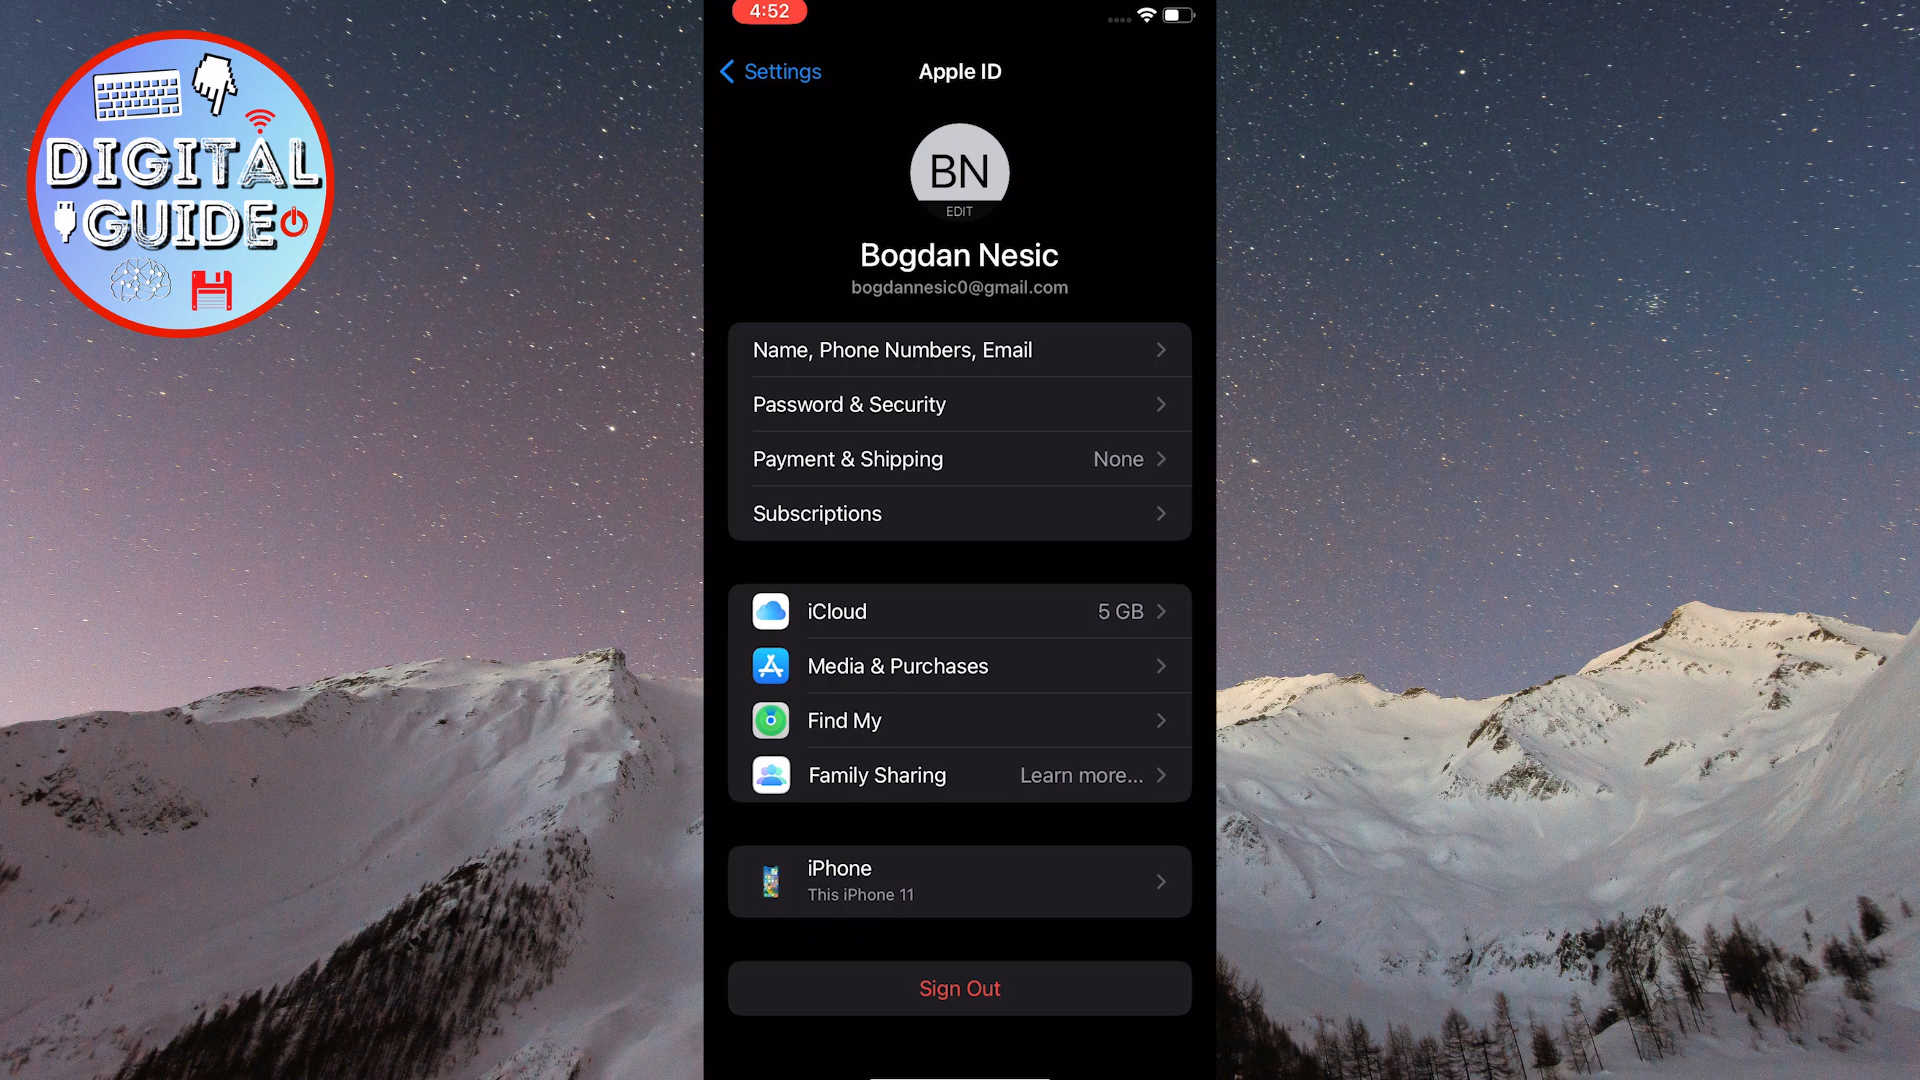 DIGITAL
GUIDE
4:52
Settings
Apple ID
BN
EDIT
Bogdan Nesic
bogdannesic0@gmail.com
Name, Phone Numbers, Email
Password & Security
Payment & Shipping None
Subscriptions
iCloud 5 GB
Media & Purchases
Find My
Family Sharing Learn more...
iPhone
This iPhone 11
Sign Out